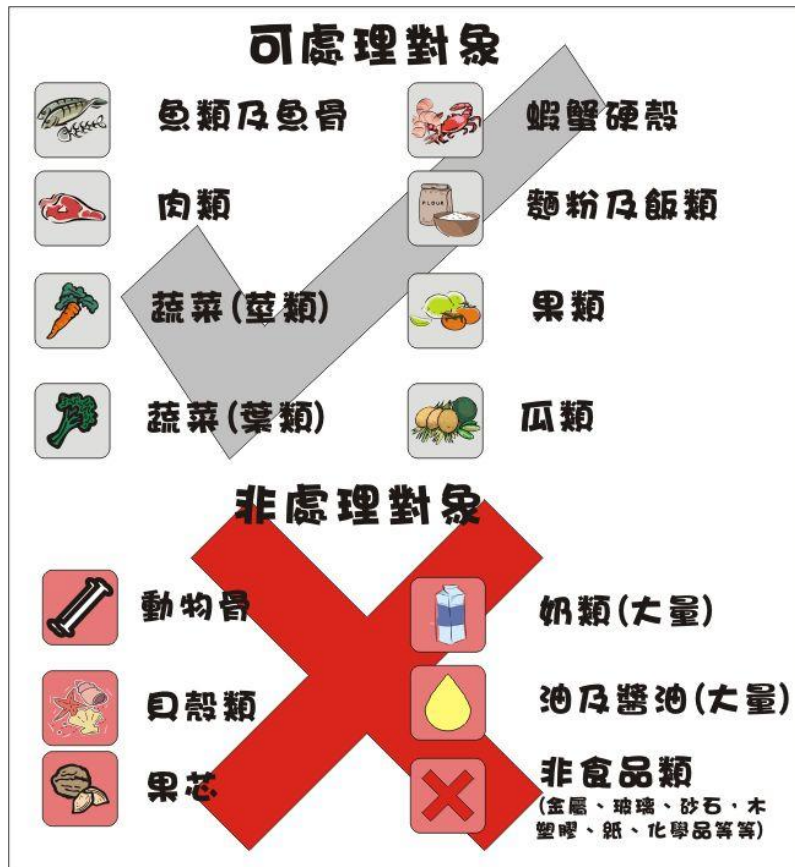 可處理對象
魚類及魚骨
蝦蟹硬殼
肉類
FLOUR
麵粉及飯類
蔬菜(莖類)
果類
蔬菜(葉類)
瓜類
非處理對象
動物骨
奶類(大量)
貝殼類
油及醬油(大量)
果芯
非食品類
(金屬、玻璃、砂石、木
塑膠、紙、化學品等等)